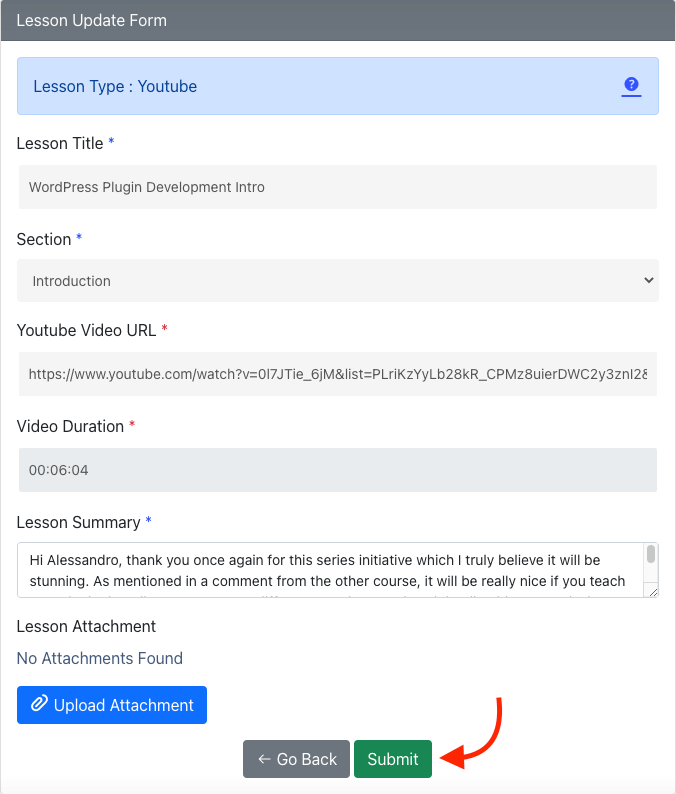 Lesson Update Form
Lesson Type : Youtube
?
Lesson Title *
WordPress Plugin Development Intro
Section *
Introduction
Youtube Video URL *
https://www.youtube.com/watch?v=0I7JTie_6jM&list=PLriKzYyLb28kR_CPMz8uierDWC2y3znI2&
Video Duration *
00:06:04
Lesson Summary *
Hi Alessandro, thank you once again for this series initiative which I truly believe it will be
stunning. As mentioned in a comment from the other course, it will be really nice if you teach
Lesson Attachment
No Attachments Found
Upload Attachment
← Go Back
Submit